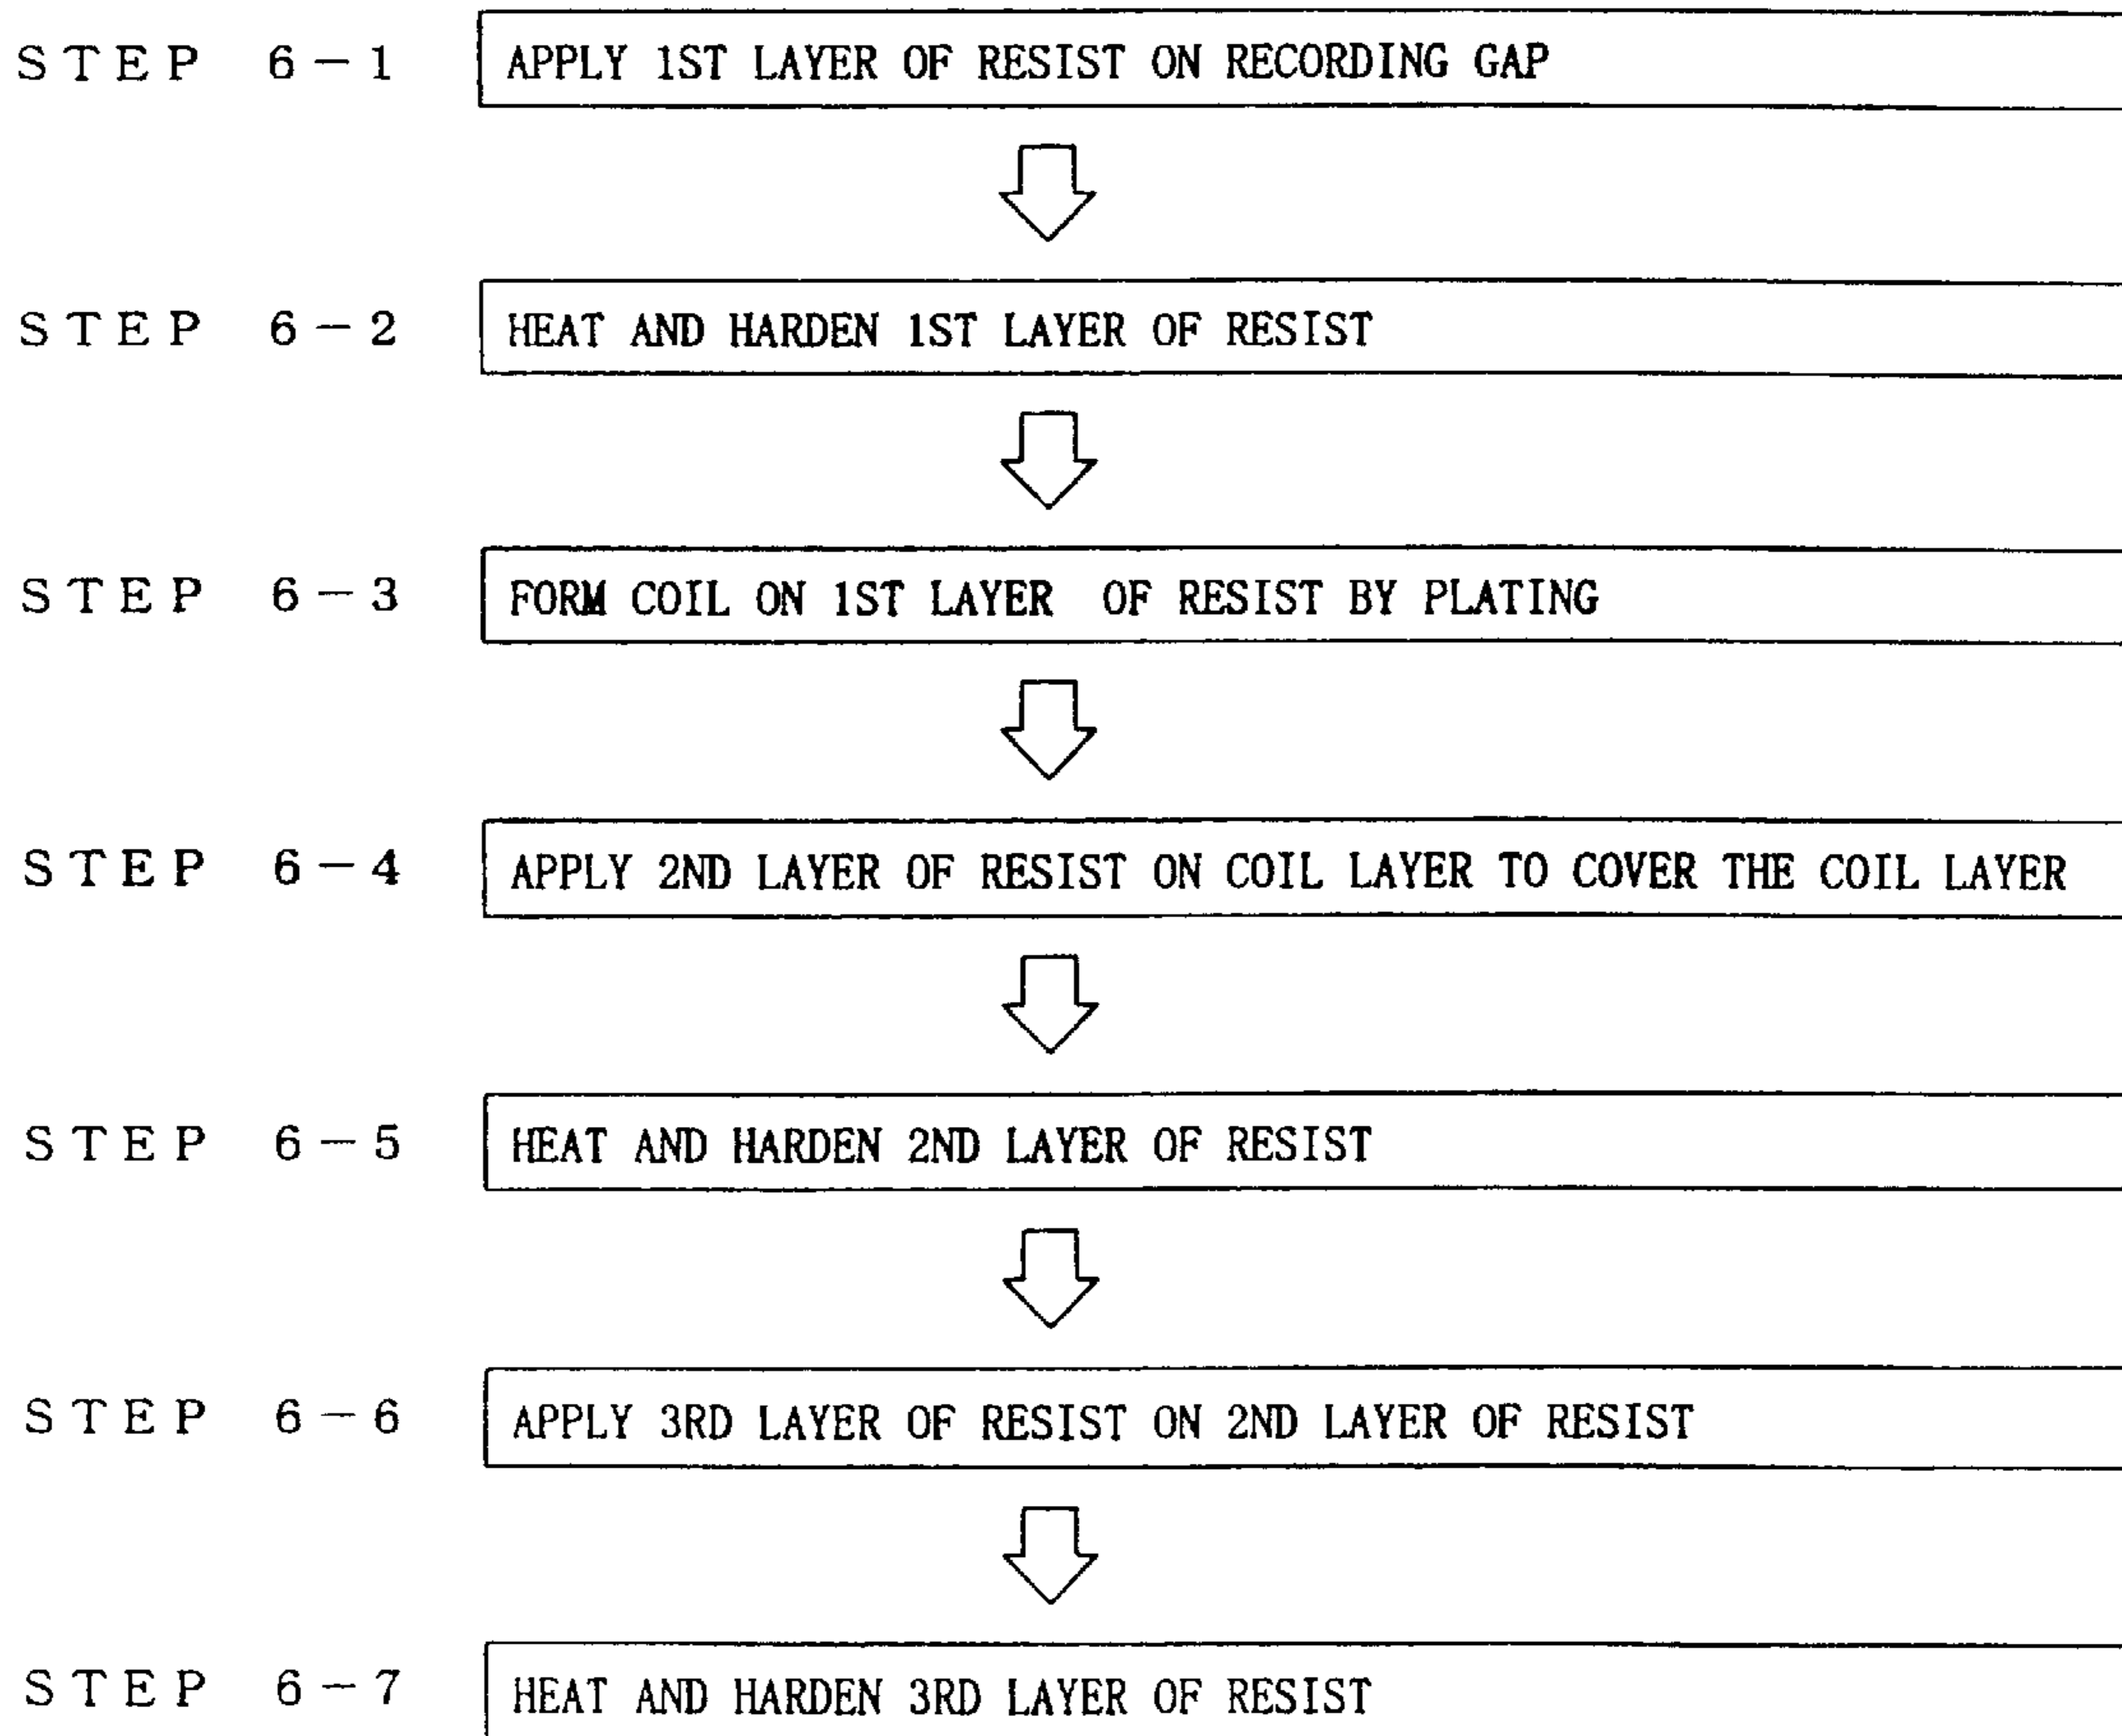 STEP 6-1 APPLY 1ST LAYER OF RESIST ON RECORDING GAP
STEP 6-2 HEAT AND HARDEN 1ST LAYER OF RESIST
STEP 6-3 FORM COIL ON 1ST LAYER OF RESIST BY PLATING
STEP 6-4 APPLY 2ND LAYER OF RESIST ON COIL LAYER TO COVER THE COIL LAYER
STEP 6-5 HEAT AND HARDEN 2ND LAYER OF RESIST
STEP 6-6 APPLY 3RD LAYER OF RESIST ON 2ND LAYER OF RESIST
STEP 6-7 HEAT AND HARDEN 3RD LAYER OF RESIST